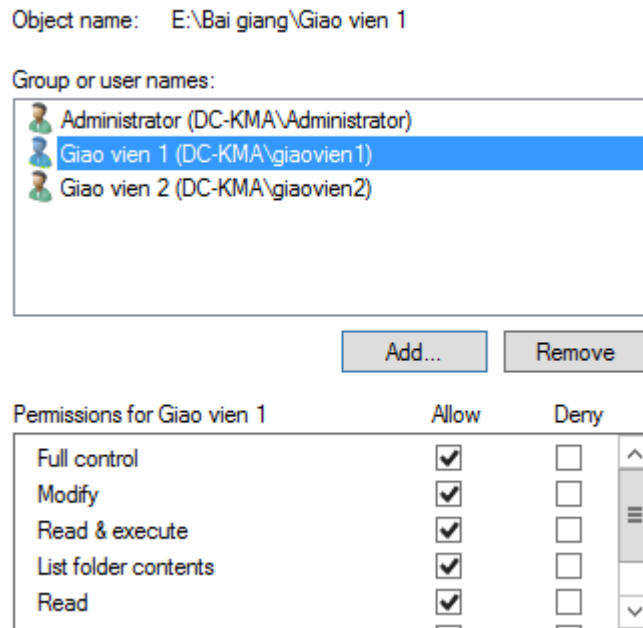 Object name: E:\Bai giang\Giao vien 1
Group or user names:
Administrator (DC-KMA\Administrator)
Giao vien 1 (DC-KMA\giaovien1)
Giao vien 2 (DC-KMA\giaovien2)
Add... Remove
Permissions for Giao vien 1 Allow Deny
Full control
Modify
Read & execute
List folder contents
Read